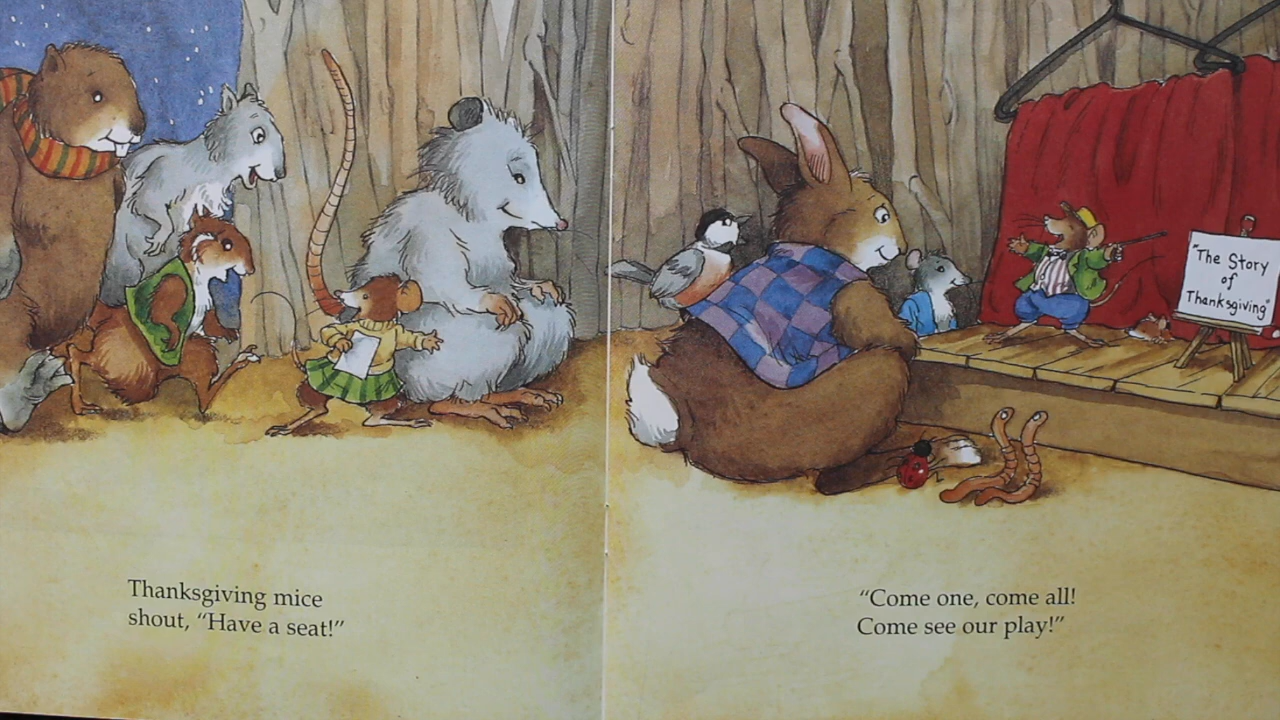 Thanksgiving mice
shout, “Have a seat!”
"The Story
of
Thanksgiving"
“Come one, come all!
Come see our play!”